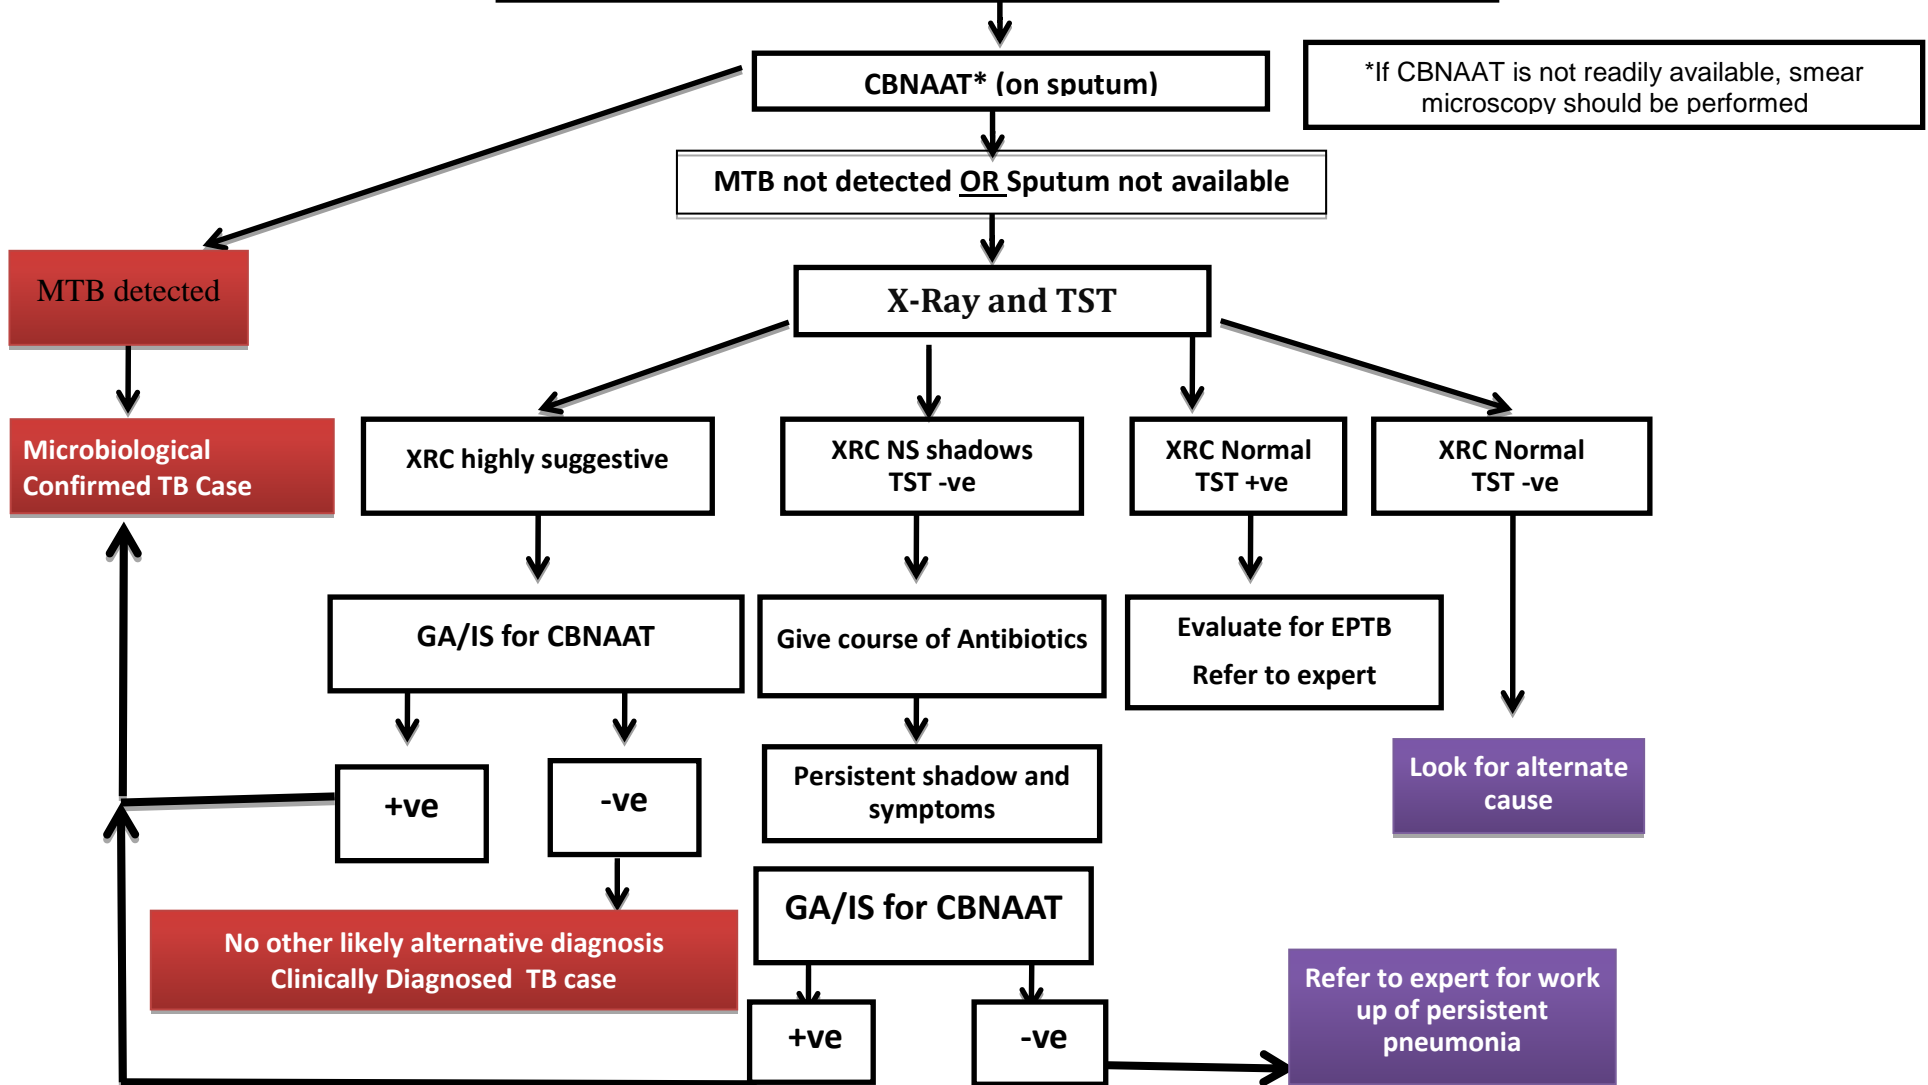 CBNAAT* (on sputum)
*If CBNAAT is not readily available, smear
microscopy should be performed
MTB not detected OR Sputum not available
MTB detected
X-Ray and TST
Microbiological
Confirmed TB Case
XRC highly suggestive
XRC NS shadows
TST -ve
XRC Normal
TST +ve
XRC Normal
TST -ve
GA/IS for CBNAAT
Give course of Antibiotics
Evaluate for EPTB
Refer to expert
+ve
-ve
Persistent shadow and
symptoms
Look for alternate
cause
No other likely alternative diagnosis
Clinically Diagnosed TB case
GA/IS for CBNAAT
+ve
-ve
Refer to expert for work
up of persistent
pneumonia